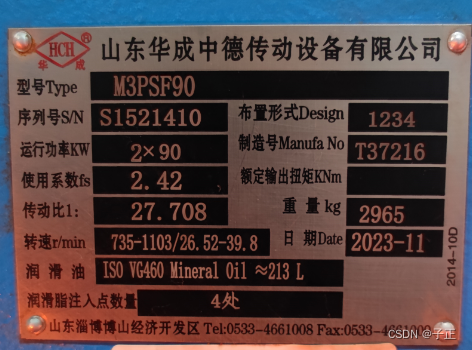 HCH ®
华成
山东华成中德传动设备有限公司
型号Type M3PSF90
序列号S/N S1521410 布置形式Design 1234
运行功率KW 2×90 制造号Manufa No T37216
使用系数fs 2.42 额定输出扭矩KNm
传动比1: 27.708 重量kg 2965
转速r/min 735-1103/26.52-39.8 日期Date 2023-11
润滑油 ISO VG460 Mineral Oil ≈213 L
润滑脂注入点数量 4处
山东淄博博山经济开发区 Tel:0533-4661008 Fax:0533-4661009
2014-10D
CSDN @子正